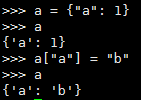 >>> a = {"a": 1}
>>> a
{'a': 1}
>>> a["a"] = "b"
>>> a
{'a': 'b'}